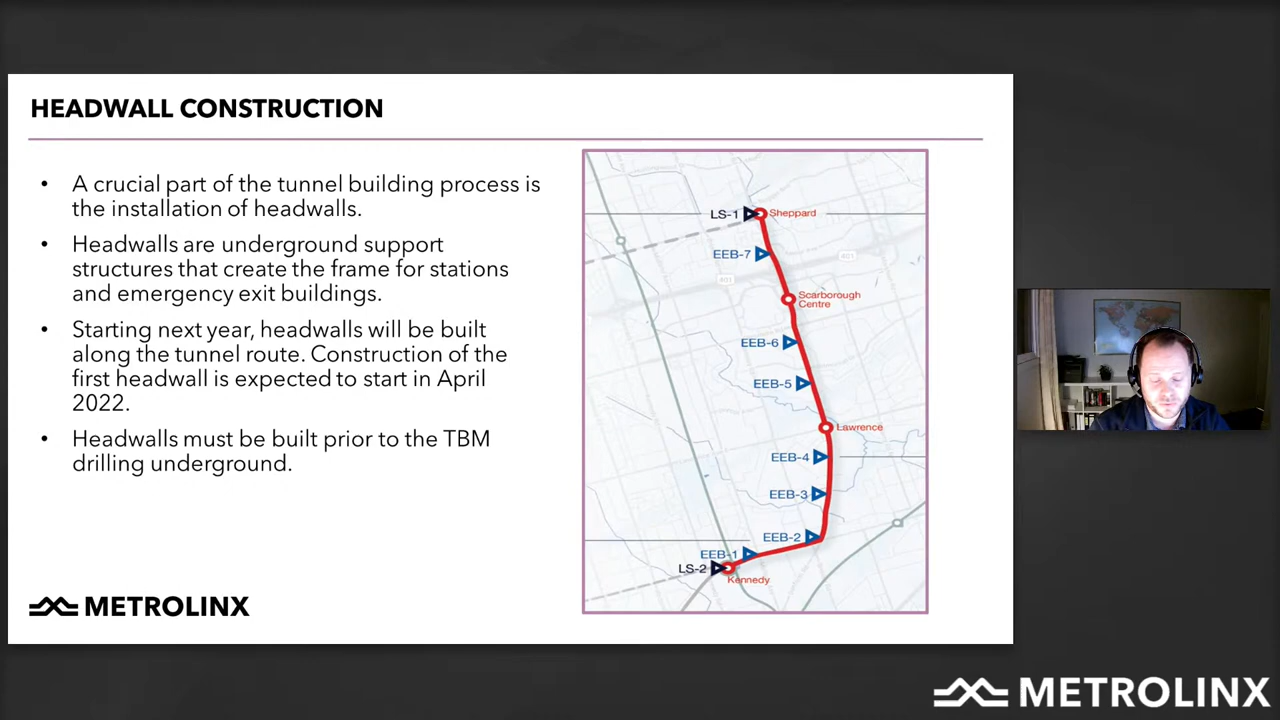 HEADWALL CONSTRUCTION
• A crucial part of the tunnel building process is
the installation of headwalls.
• Headwalls are underground support
structures that create the frame for stations
and emergency exit buildings.
• Starting next year, headwalls will be built
along the tunnel route. Construction of the
first headwall is expected to start in April
2022.
• Headwalls must be built prior to the TBM
drilling underground.
METROLINX
LS-1
Sheppard
EEB-7
401
Scarborough
Centre
EEB-6
EEB-5
Lawrence
EEB-4
EEB-3
EEB-2
EEB-1
LS-2
Kennedy
METROLINX